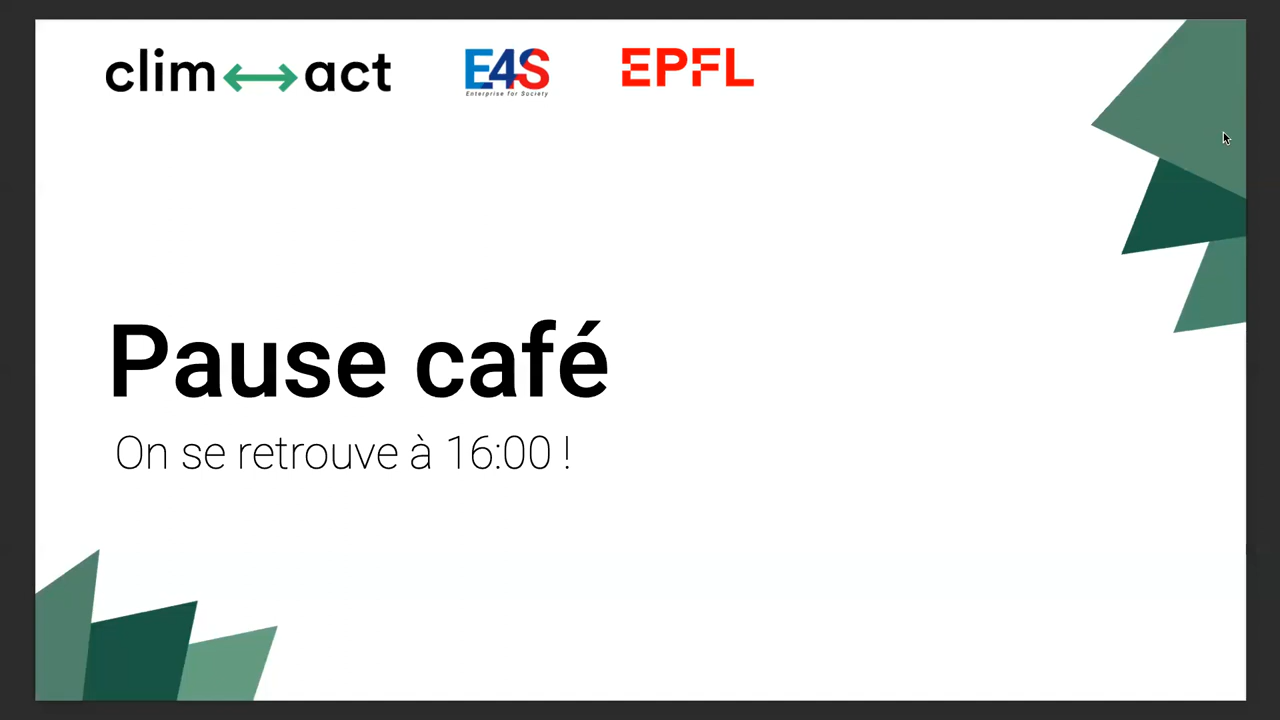 clim act
E4S
Enterprise for Society
EPFL
Pause café
On se retrouve à 16:00 !